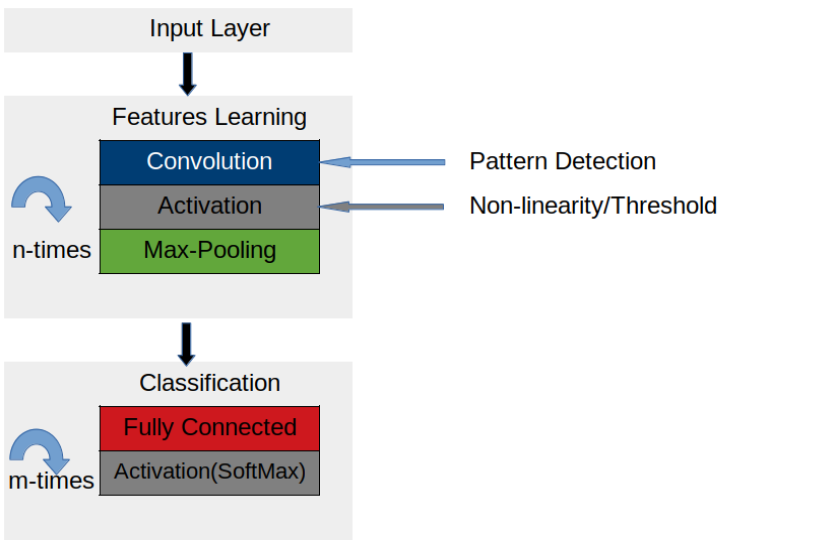 Input Layer
Features Learning
Convolution
Pattern Detection
Activation
Non-linearity/Threshold
n-times
Max-Pooling
Classification
Fully Connected
Activation(SoftMax)
m-times